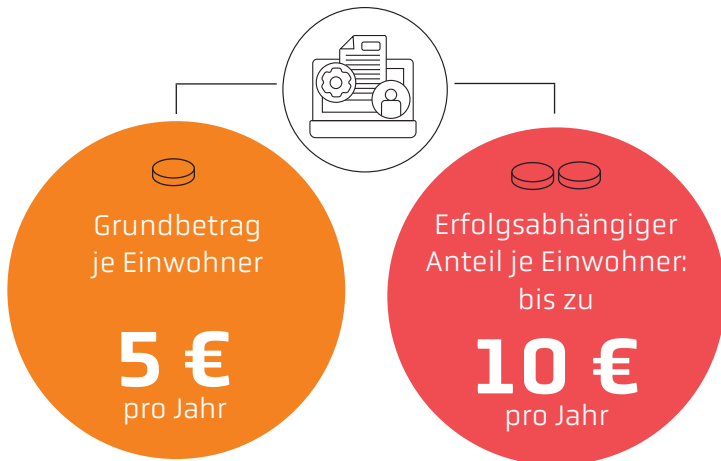 Grundbetrag
je Einwohner
5 €
pro Jahr
Erfolgsabhängiger
Anteil je Einwohner:
bis zu
10 €
pro Jahr